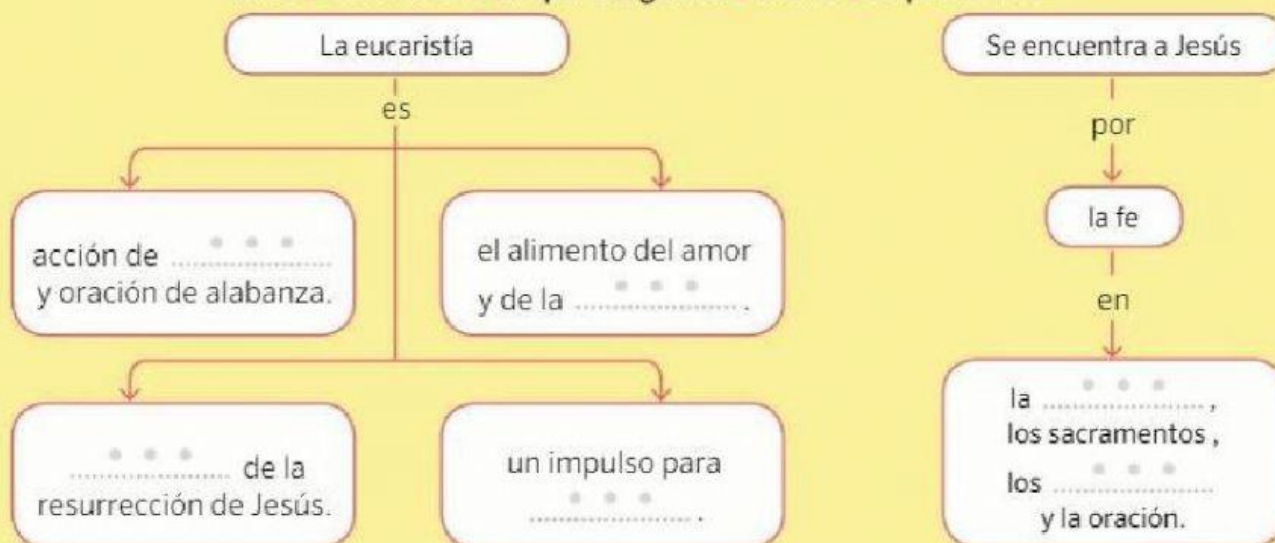 La eucaristía
es
acción de ...
y oración de alabanza.
el alimento del amor
y de la ... .
... de la
resurrección de Jesús.
un impulso para
... .
Se encuentra a Jesús
por
la fe
en
la ... ,
los sacramentos ,
los ...
y la oración.